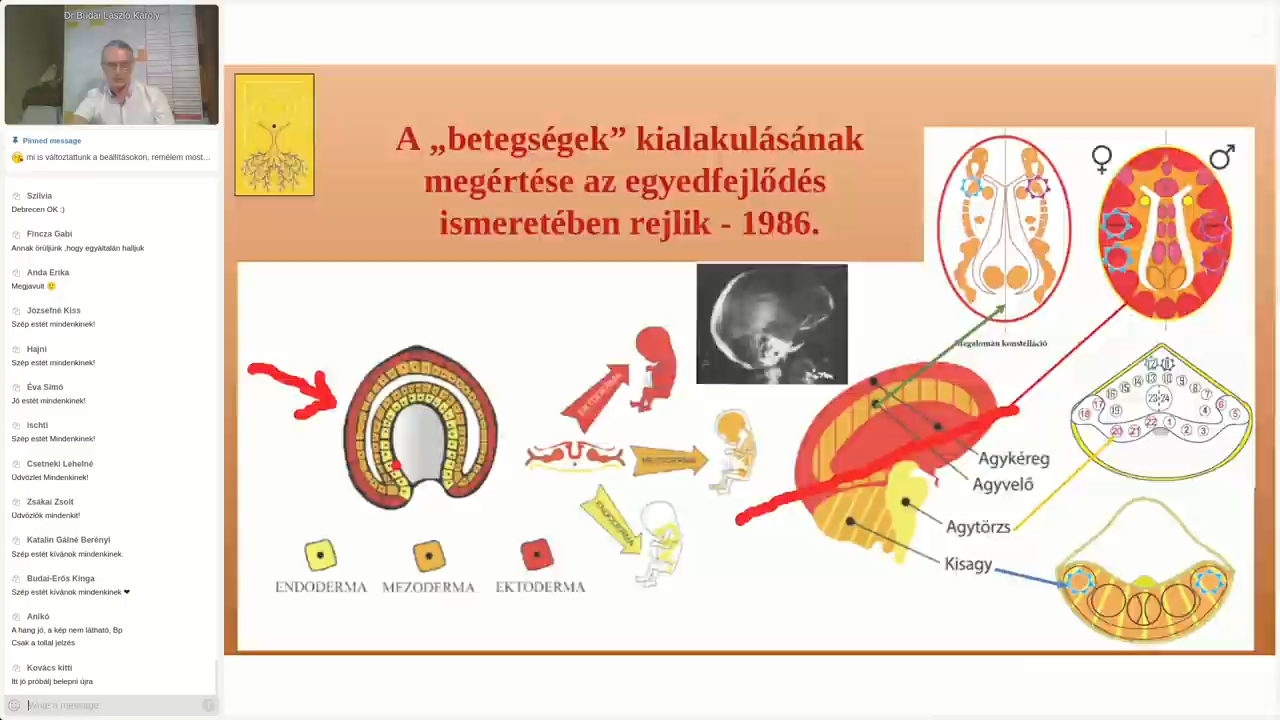 Dr Budai László Károly
Pinned message
mi is változtattunk a beállításokon, remélem most...
Szilvia
Debrecen OK :)
Fincza Gabi
Annak örüljünk ,hogy egyáltalán halljuk
Anda Erika
Megjavult 🙂
Józsefné Kiss
Szép estét mindenkinek!
Hajni
Szép estét mindenkinek!
Éva Simó
Jó estét mindenkinek!
ischti
Szép estét Mindenkinek!
Csetneki Lehelné
Üdvözlet Mindenkinek!
Zsákai Zsolt
Üdvözlök mindenkit!
Katalin Gálné Berényi
Szép estét kívánok mindenkinek.
Budai-Erős Kinga
Szép estét kívánok mindenkinek ❤
Anikó
A hang jó, a kép nem látható, Bp
Csak a tollal jelzés
Kovács kitti
Itt jó próbálj belepni újra
Write a message
A „betegségek” kialakulásának
megértése az egyedfejlődés
ismeretében rejlik - 1986.
Megalomán konstelláció
EKTODERMA
MEZODERMA
ENDODERMA
ENDODERMA MEZODERMA EKTODERMA
Agykéreg
Agyvelő
Agytörzs
Kisagy